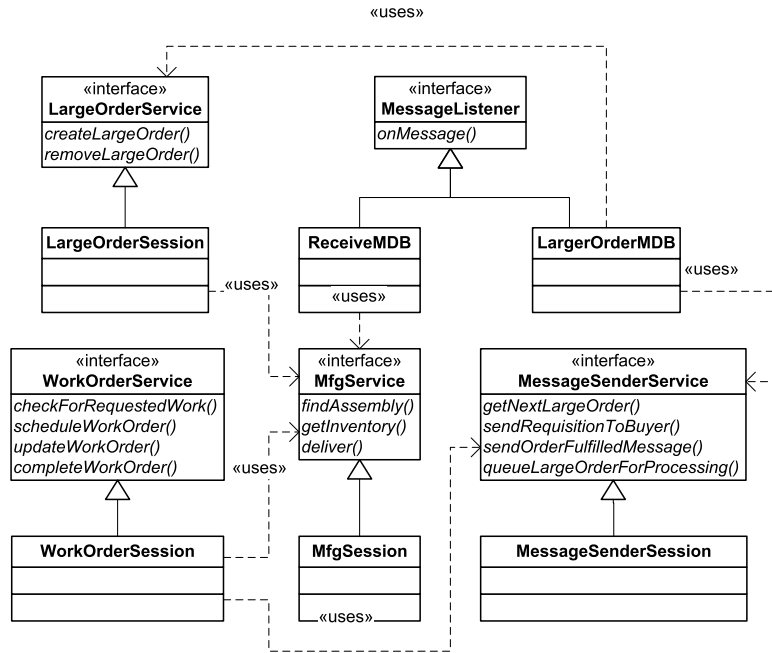 «uses»
«interface»
LargeOrderService
createLargeOrder()
removeLargeOrder()
«interface»
MessageListener
onMessage()
LargeOrderSession
ReceiveMDB
LargerOrderMDB
«uses»
«uses»
«uses»
«interface»
WorkOrderService
checkForRequestedWork()
scheduleWorkOrder()
updateWorkOrder()
completeWorkOrder()
«interface»
MfgService
findAssembly()
getInventory()
deliver()
«interface»
MessageSenderService
getNextLargeOrder()
sendRequisitionToBuyer()
sendOrderFulfilledMessage()
queueLargeOrderForProcessing()
«uses»
WorkOrderSession
MfgSession
MessageSenderSession
«uses»